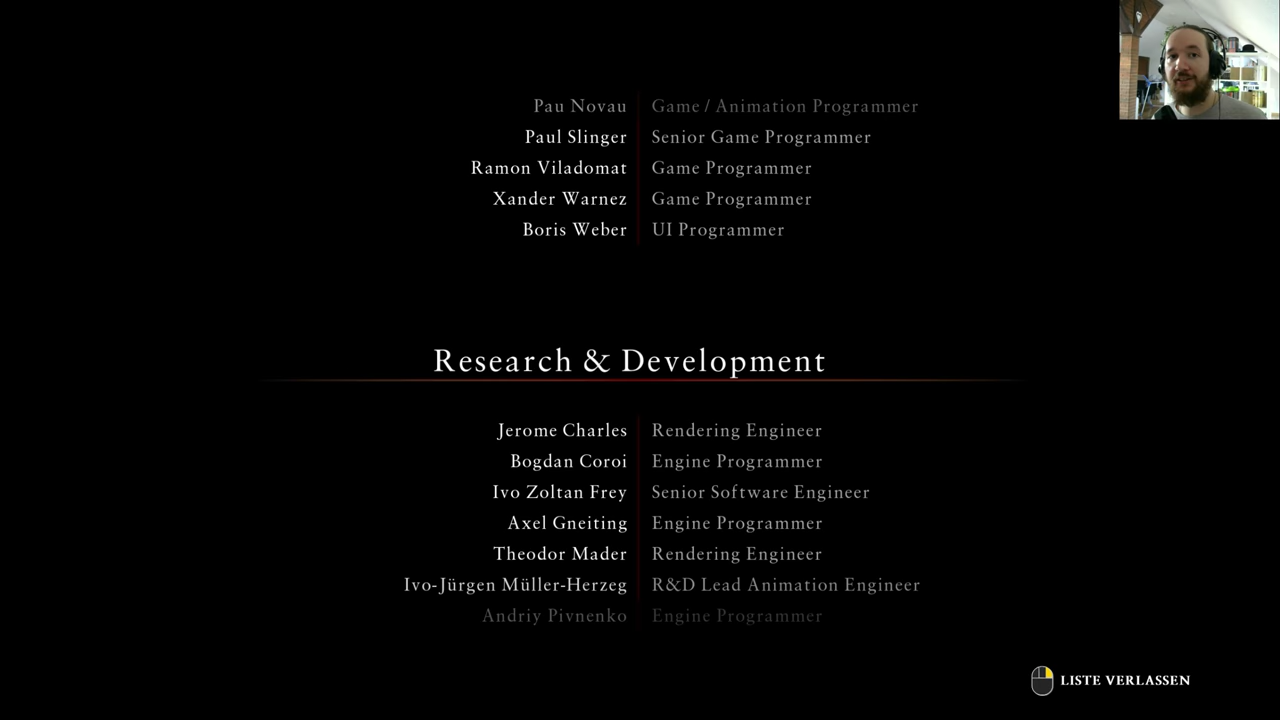 Pau Novau Game / Animation Programmer
Paul Slinger Senior Game Programmer
Ramon Viladomat Game Programmer
Xander Warnez Game Programmer
Boris Weber UI Programmer
Research & Development
Jerome Charles Rendering Engineer
Bogdan Coroi Engine Programmer
Ivo Zoltan Frey Senior Software Engineer
Axel Gneiting Engine Programmer
Theodor Mader Rendering Engineer
Ivo-Jürgen Müller-Herzeg R&D Lead Animation Engineer
Andriy Pivnenko Engine Programmer
LISTE VERLASSEN